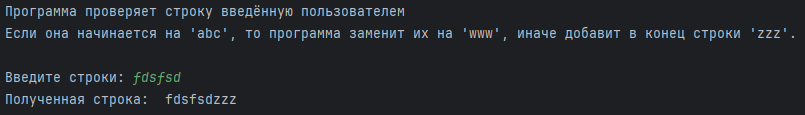 Программа проверяет строку введённую пользователем
Если она начинается на 'abc', то программа заменит их на 'www', иначе добавит в конец строки 'zzz'.
Введите строки: fdsfsd
Полученная строка:  fdsfsdzzz